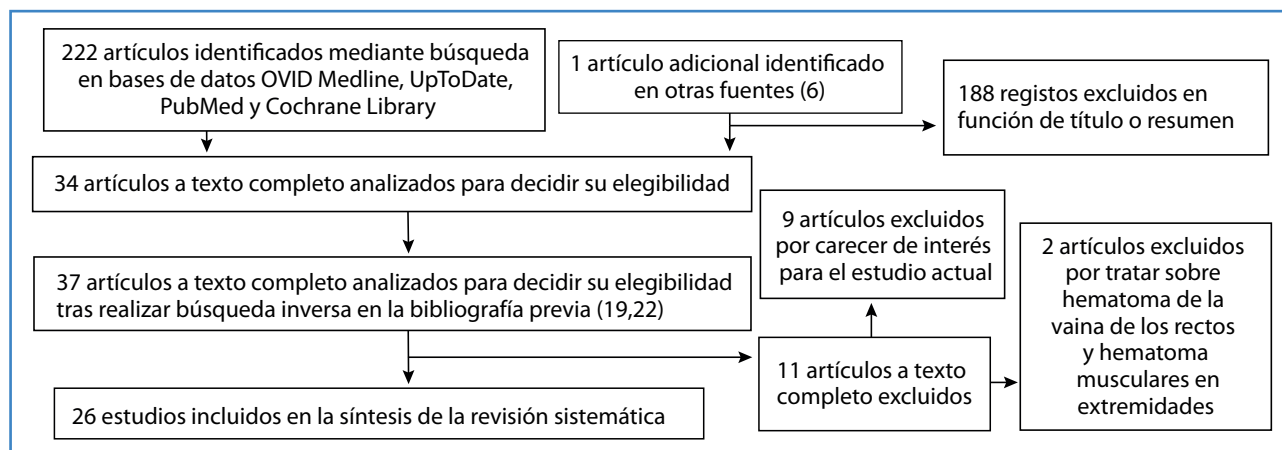 222 artículos identificados mediante búsqueda
en bases de datos OVID Medline, UpToDate,
PubMed y Cochrane Library
1 artículo adicional identificado
en otras fuentes (6)
188 registos excluidos en
función de título o resumen
34 artículos a texto completo analizados para decidir su elegibilidad
37 artículos a texto completo analizados para decidir su elegibilidad
tras realizar búsqueda inversa en la bibliografía previa (19,22)
9 artículos excluidos
por carecer de interés
para el estudio actual
2 artículos excluidos
por tratar sobre
hematoma de la
vaina de los rectos
y hematoma
musculares en
extremidades
11 artículos a texto
completo excluidos
26 estudios incluidos en la síntesis de la revisión sistemática